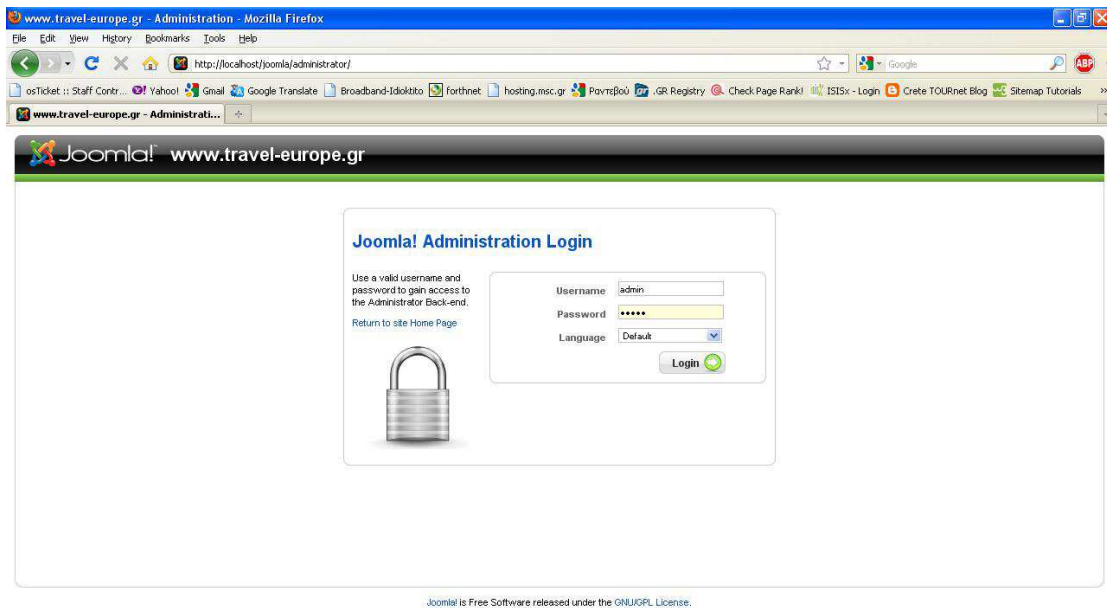 www.travel-europe.gr - Administration - Mozilla Firefox
File Edit View History Bookmarks Tools Help
http://localhost/joomla/administrator/
Google
ABP
osTicket :: Staff Contr... Yahoo! Gmail Google Translate Broadband-Idioktito forthnet hosting.msc.gr Ραντεβού .GR Registry Check Page Rank! ISISx - Login Crete TOURnet Blog Sitemap Tutorials »
www.travel-europe.gr - Administrati...
Joomla! www.travel-europe.gr
Joomla! Administration Login
Use a valid username and
password to gain access to
the Administrator Back-end.
Return to site Home Page
Username admin
Password •••••
Language Default
Login
Joomla! is Free Software released under the GNU/GPL License.